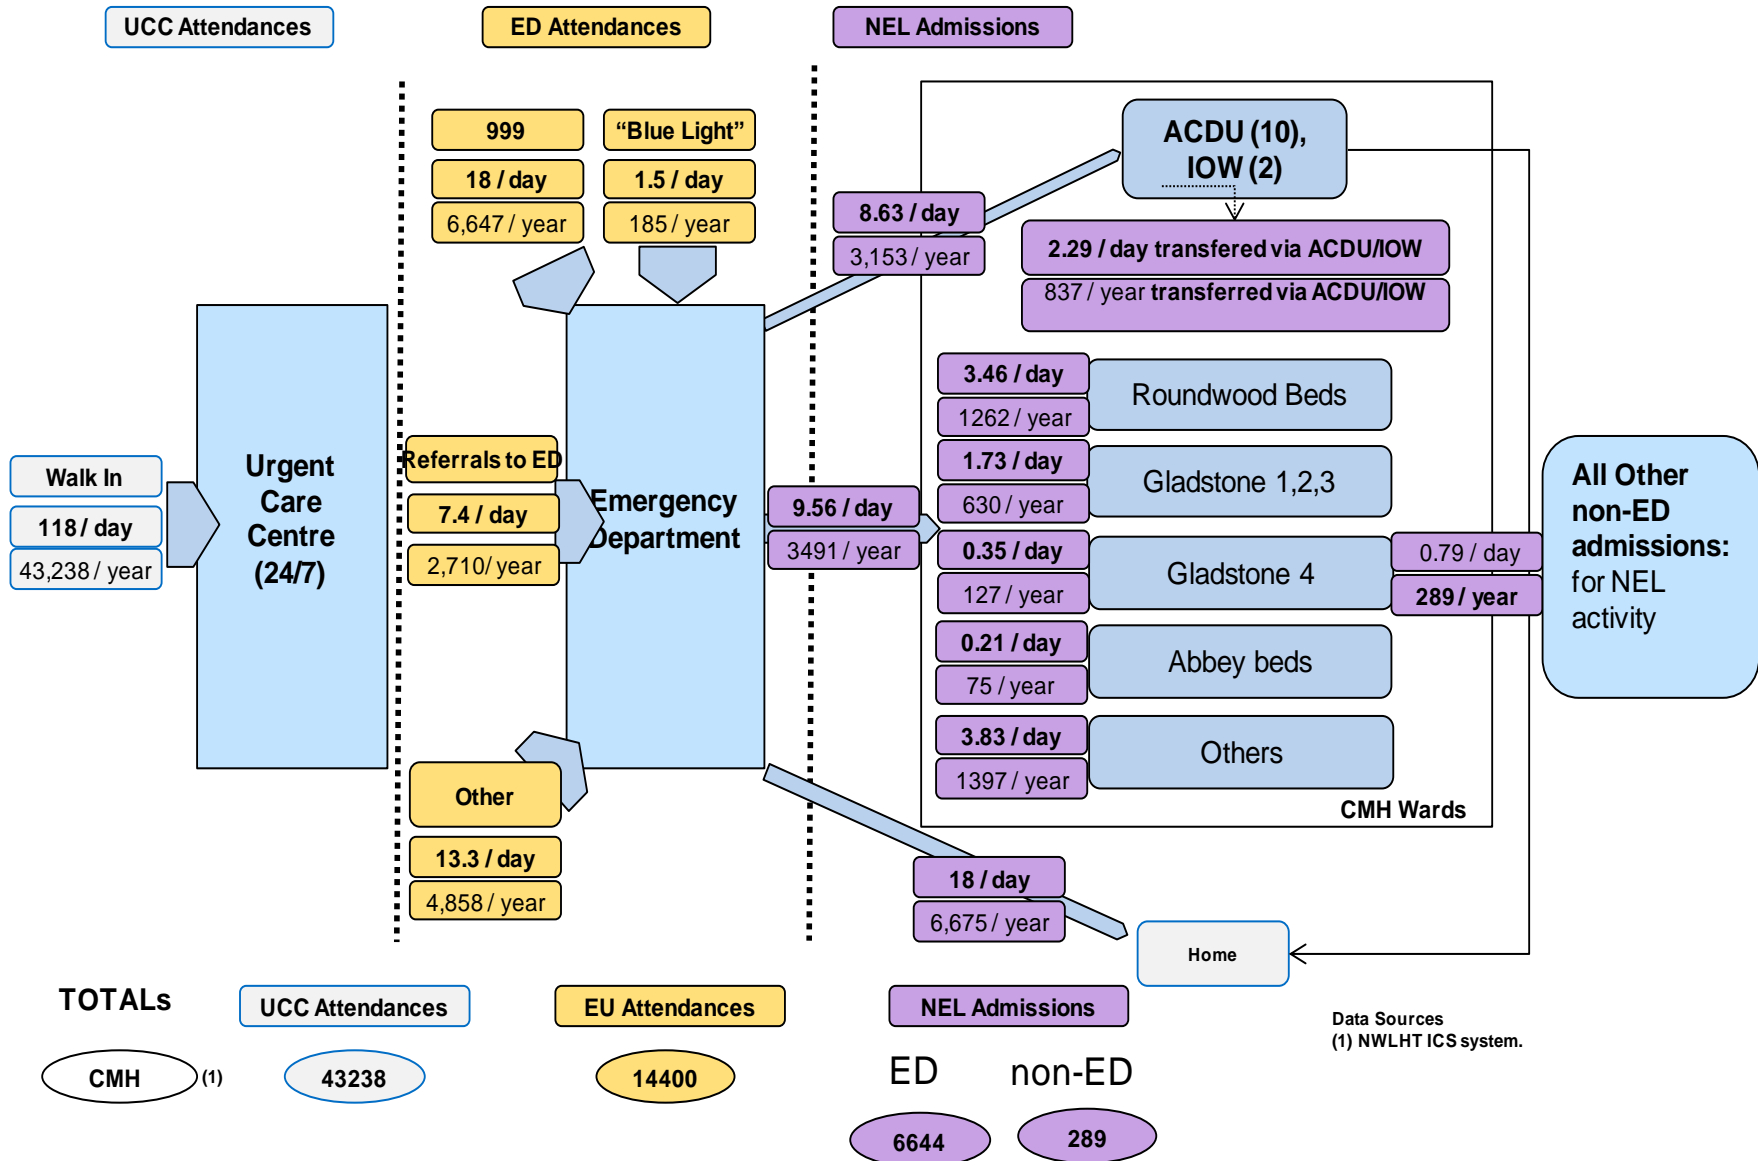 UCC Attendances
ED Attendances
NEL Admissions
999
18 / day
6,647 / year
“Blue Light”
1.5 / day
185 / year
ACDU (10),
IOW (2)
8.63 / day
3,153 / year
2.29 / day transfered via ACDU/IOW
837 / year transferred via ACDU/IOW
Walk In
118 / day
43,238 / year
Urgent
Care
Centre
(24/7)
Referrals to ED
7.4 / day
2,710 / year
Emergency
Department
9.56 / day
3491 / year
3.46 / day
1262 / year
Roundwood Beds
1.73 / day
630 / year
Gladstone 1,2,3
0.35 / day
127 / year
Gladstone 4
0.21 / day
75 / year
Abbey beds
3.83 / day
1397 / year
Others
CMH Wards
0.79 / day
289 / year
All Other
non-ED
admissions:
for NEL
activity
Other
13.3 / day
4,858 / year
18 / day
6,675 / year
Home
TOTALs
UCC Attendances
EU Attendances
NEL Admissions
Data Sources
(1) NWLHT ICS system.
CMH (1)
43238
14400
ED
non-ED
6644
289